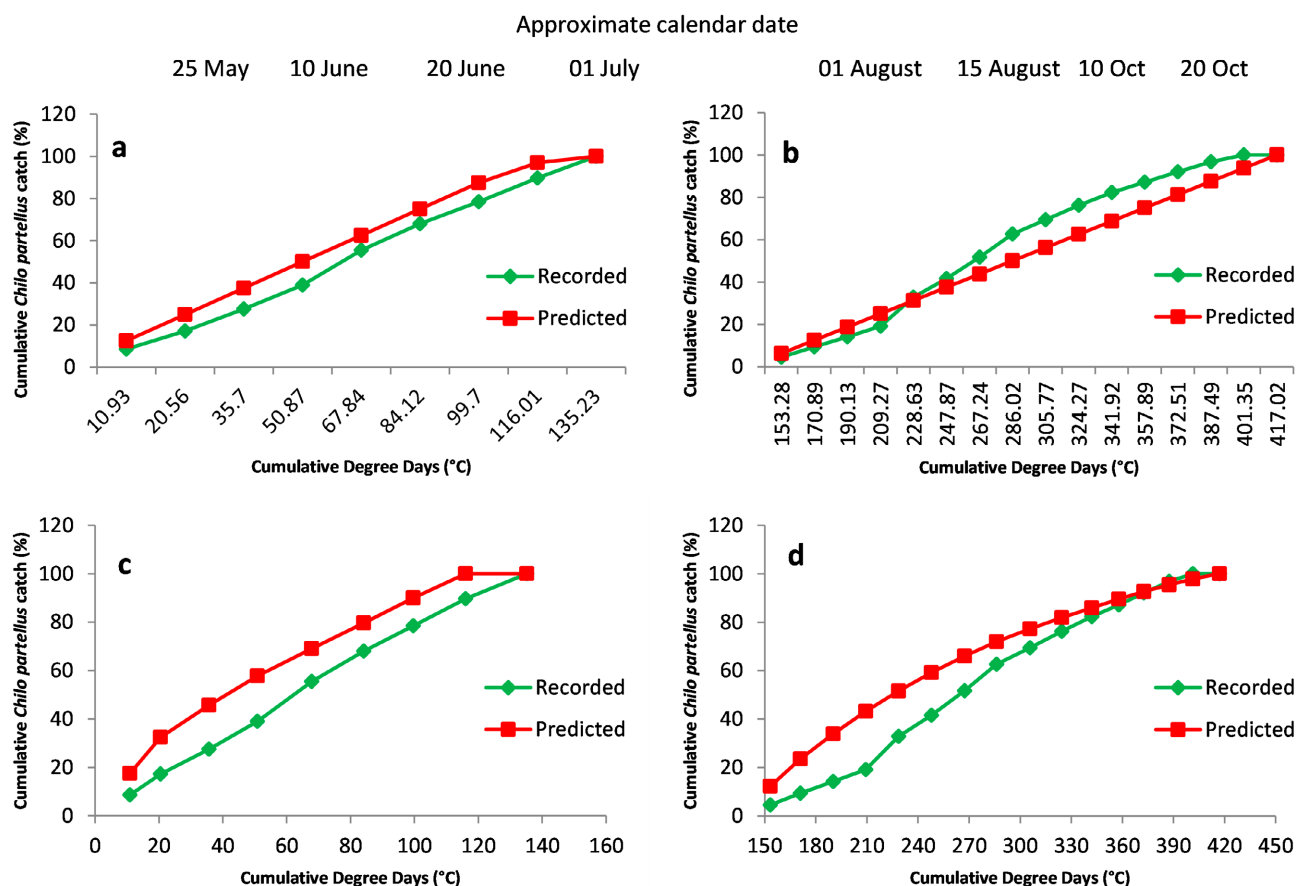 Approximate calendar date
25 May 10 June 20 June 01 July 01 August 15 August 10 Oct 20 Oct
a
Cumulative Chilo partellus catch (%)
120
100
80
60
40
20
0
Recorded
Predicted
10.93 20.56 35.7 50.87 67.84 84.12 99.7 116.01 135.23
Cumulative Degree Days (°C)
b
Cumulative Chilo partellus catch (%)
120
100
80
60
40
20
0
Recorded
Predicted
153.28 170.89 190.13 209.27 228.63 247.87 267.24 286.02 305.77 324.27 341.92 357.89 372.51 387.49 401.35 417.02
Cumulative Degree Days (°C)
c
Cumulative Chilo partellus catch (%)
120
100
80
60
40
20
0
Recorded
Predicted
0 20 40 60 80 100 120 140 160
Cumulative Degree Days (°C)
d
Cumulative Chilo partellus catch (%)
120
100
80
60
40
20
0
Recorded
Predicted
150 180 210 240 270 300 330 360 390 420 450
Cumulative Degree Days (°C)